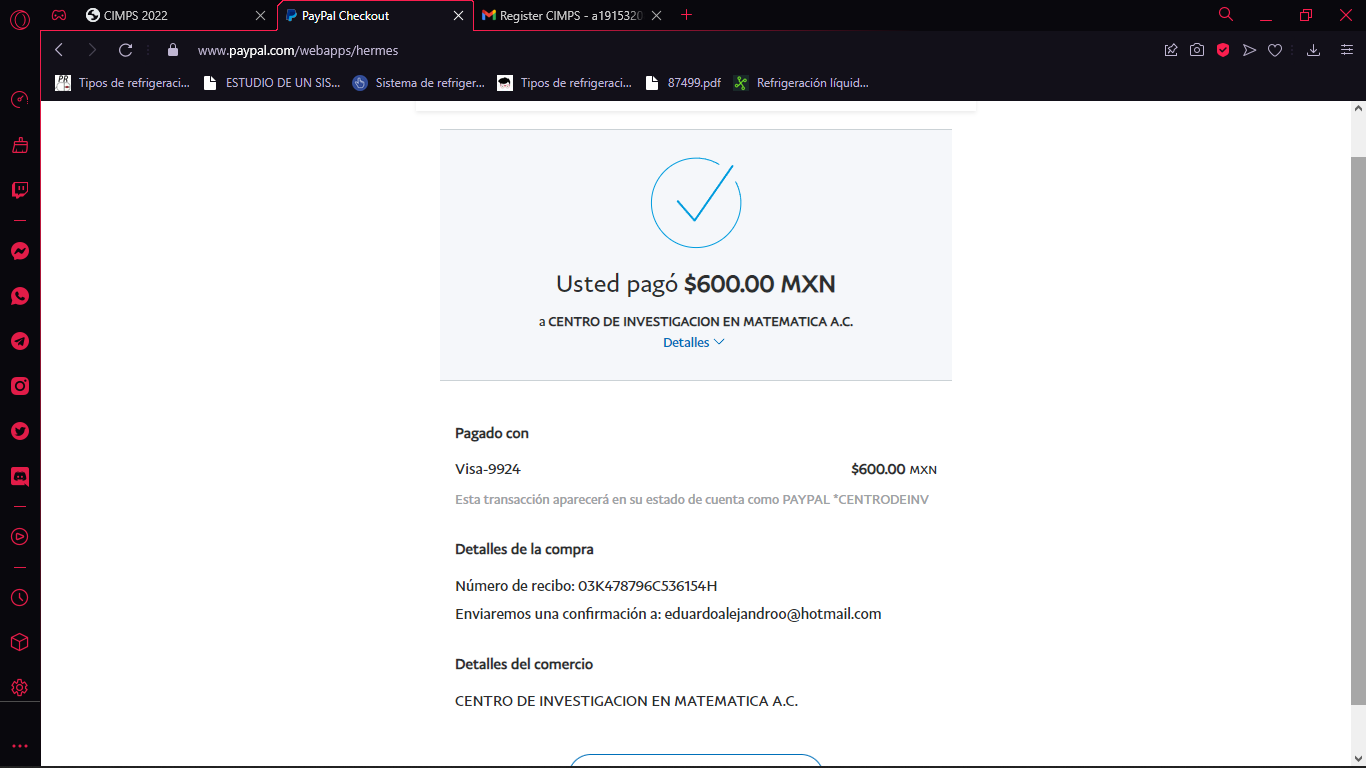 CIMPS 2022
PayPal Checkout
Register CIMPS - a1915320
www.paypal.com/webapps/hermes
PR
Tipos de refrigeraci...
ESTUDIO DE UN SIS...
Sistema de refriger...
Tipos de refrigeraci...
87499.pdf
Refrigeración líquid...
Usted pagó $600.00 MXN
a CENTRO DE INVESTIGACION EN MATEMATICA A.C.
Detalles
Pagado con
Visa-9924 $600.00 MXN
Esta transacción aparecerá en su estado de cuenta como PAYPAL *CENTRODEINV
Detalles de la compra
Número de recibo: 03K478796C536154H
Enviaremos una confirmación a: eduardoalejandroo@hotmail.com
Detalles del comercio
CENTRO DE INVESTIGACION EN MATEMATICA A.C.